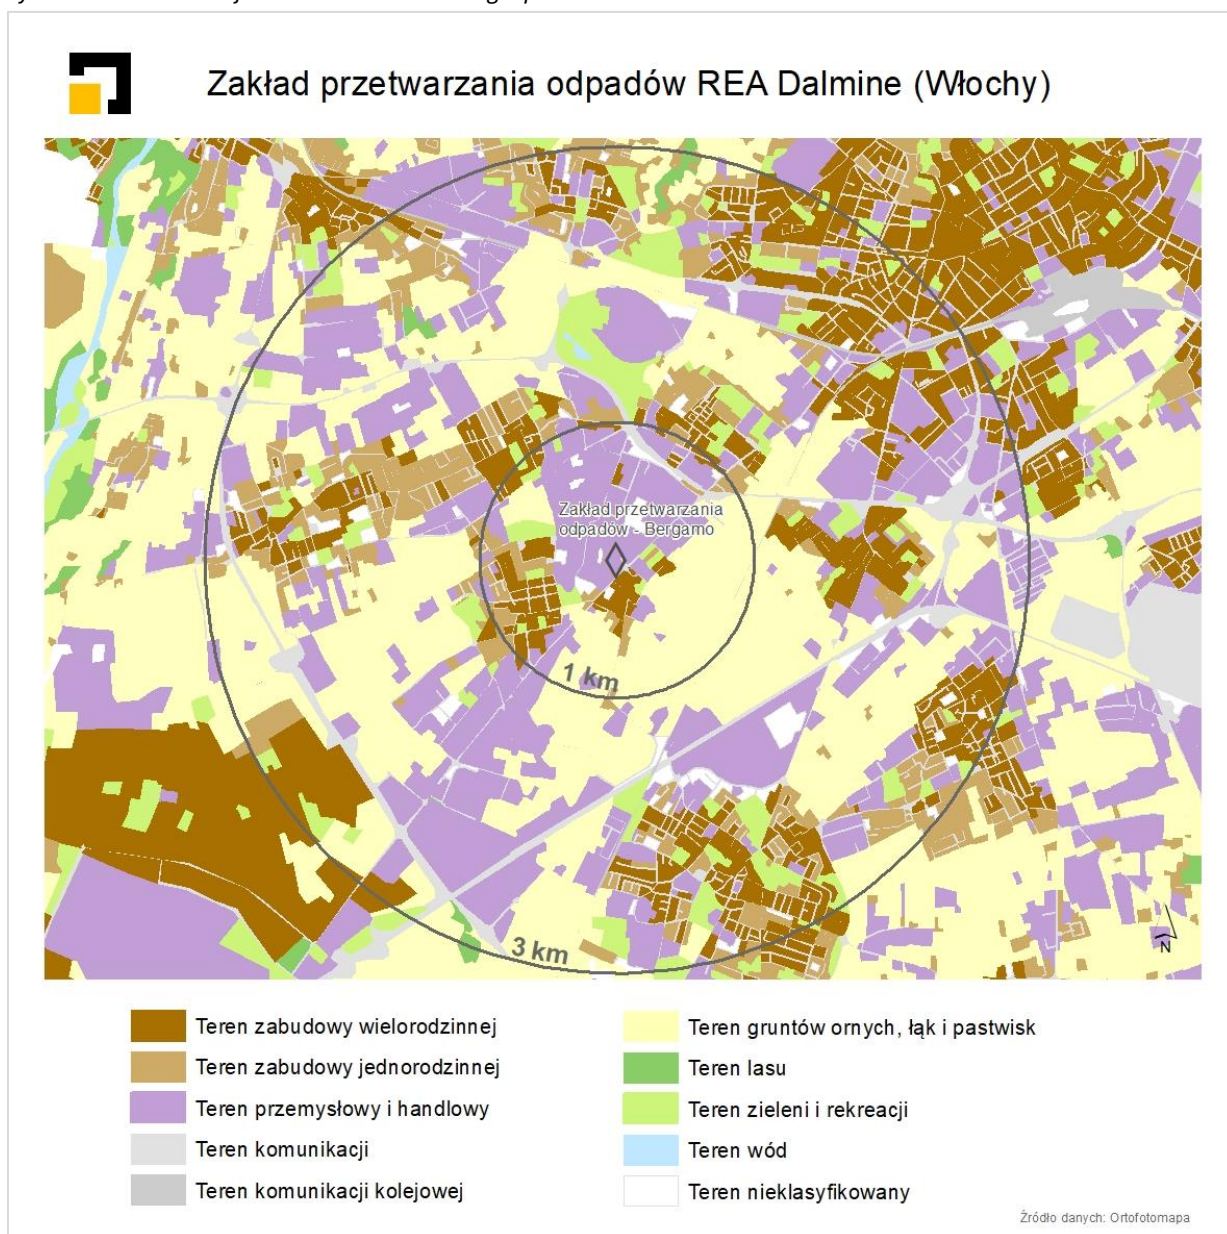 Zakład przetwarzania odpadów REA Dalmine (Włochy)
Zakład przetwarzania
odpadów - Bergamo
1 km
3 km
N
Teren zabudowy wielorodzinnej
Teren zabudowy jednorodzinnej
Teren przemysłowy i handlowy
Teren komunikacji
Teren komunikacji kolejowej
Teren gruntów ornych, łąk i pastwisk
Teren lasu
Teren zieleni i rekreacji
Teren wód
Teren nieklasyfikowany
Źródło danych: Ortofotomapa